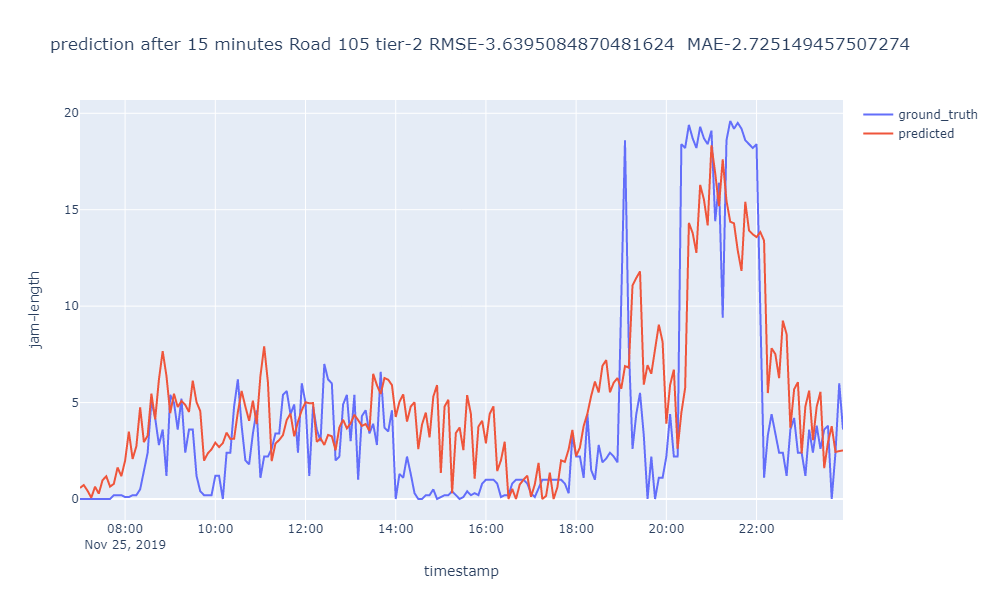 prediction after 15 minutes Road 105 tier-2 RMSE-3.6395084870481624  MAE-2.725149457507274
ground_truth
predicted
jam-length
20
15
10
5
0
08:00 10:00 12:00 14:00 16:00 18:00 20:00 22:00
Nov 25, 2019
timestamp